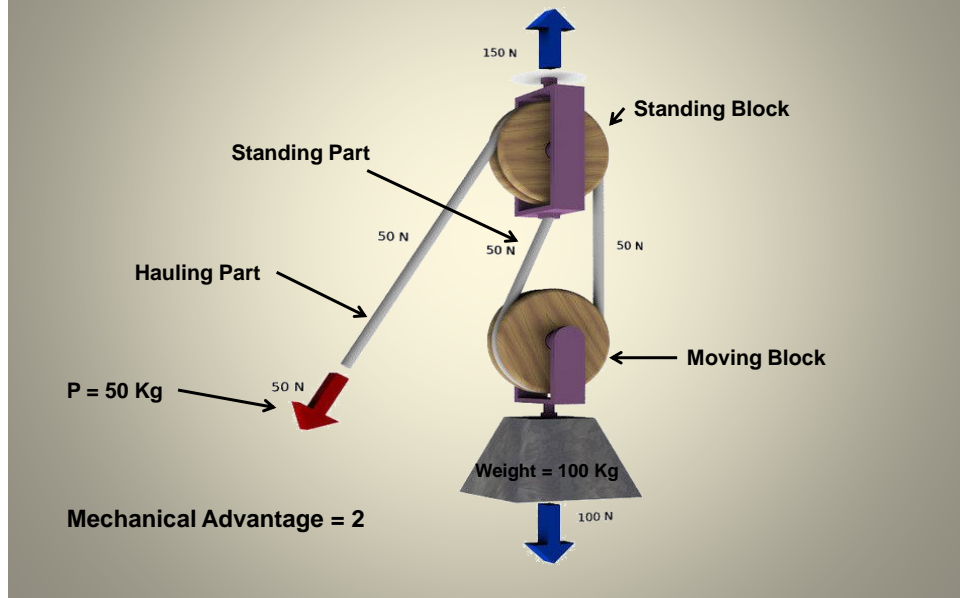 150 N
Standing Block
Standing Part
50 N
50 N
50 N
Hauling Part
Moving Block
P = 50 Kg
50 N
Weight = 100 Kg
Mechanical Advantage = 2
100 N